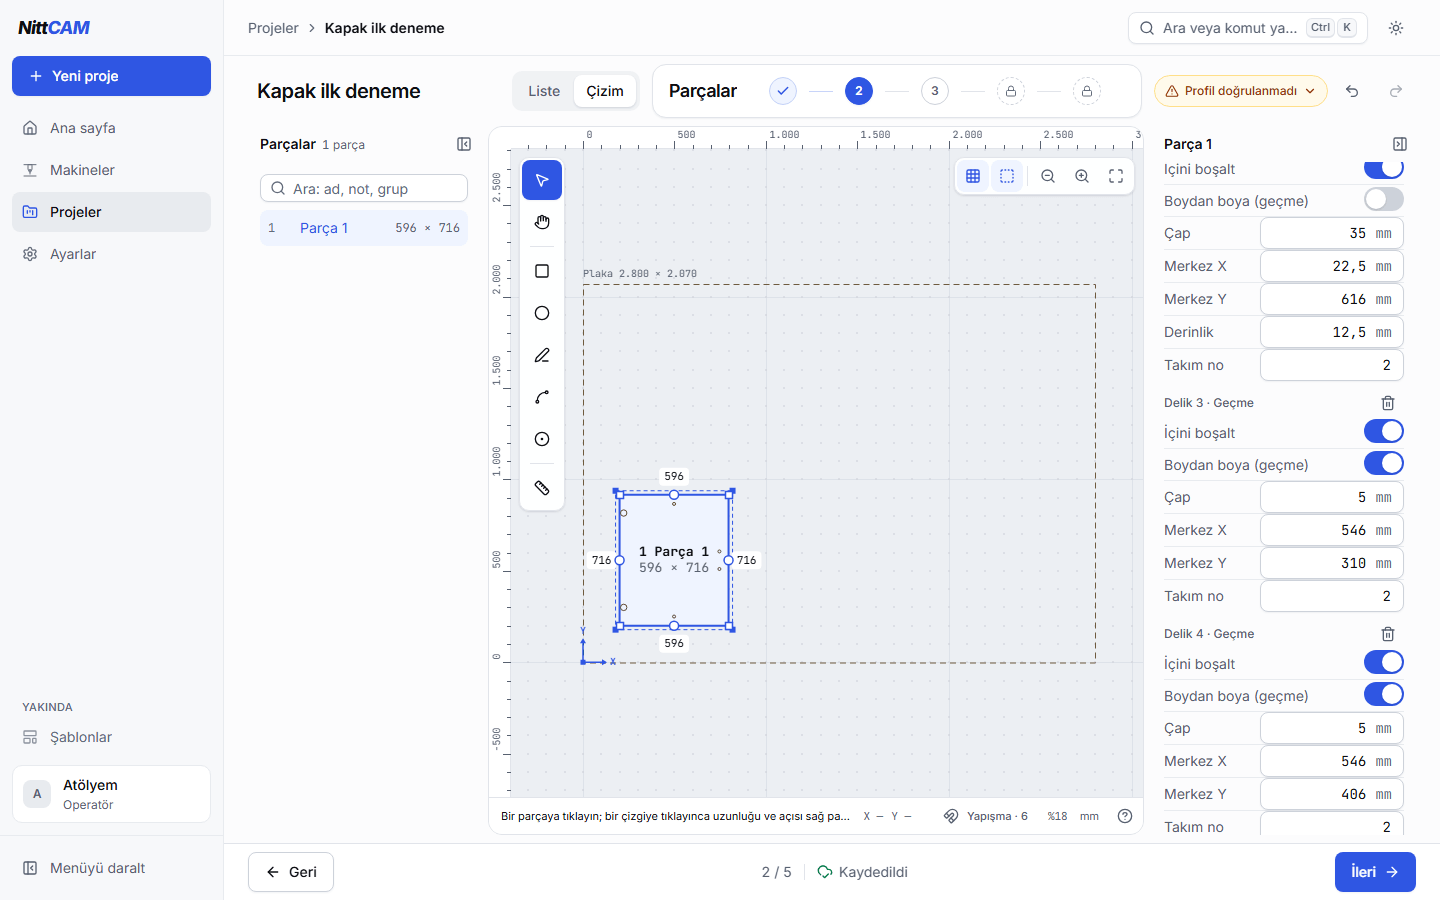 NittCAM
Yeni proje
Ana sayfa
Makineler
Projeler
Ayarlar
YAKINDA
Şablonlar
A
Atölyem
Operatör
Menüyü daralt
Projeler
Kapak ilk deneme
Ara veya komut ya...
Ctrl
K
Kapak ilk deneme
Liste
Çizim
Parçalar
2
3
Profil doğrulanmadı
Parçalar 1 parça
Ara: ad, not, grup
1 Parça 1 596 × 716
0 500 1.000 1.500 2.000 2.500 3
2.500
2.000
1.500
1.000
500
0
-500
Plaka 2.800 × 2.070
596
716
1 Parça 1
596 × 716
716
596
Y
X
Bir parçaya tıklayın; bir çizgiye tıklayınca uzunluğu ve açısı sağ pa...
X — Y —
Yapışma · 6
%18
mm
Parça 1
İçini boşalt
Boydan boya (geçme)
Çap 35 mm
Merkez X 22,5 mm
Merkez Y 616 mm
Derinlik 12,5 mm
Takım no 2
Delik 3 · Geçme
İçini boşalt
Boydan boya (geçme)
Çap 5 mm
Merkez X 546 mm
Merkez Y 310 mm
Takım no 2
Delik 4 · Geçme
İçini boşalt
Boydan boya (geçme)
Çap 5 mm
Merkez X 546 mm
Merkez Y 406 mm
Takım no 2
Geri
2 / 5
Kaydedildi
İleri